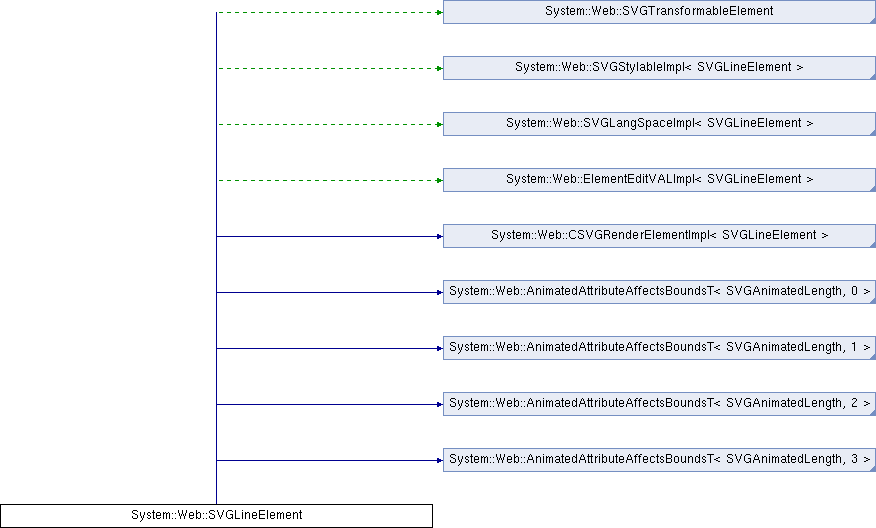 System::Web::SVGTransformableElement
System::Web::SVGStylableImpl< SVGLineElement >
System::Web::SVGLangSpaceImpl< SVGLineElement >
System::Web::ElementEditVALImpl< SVGLineElement >
System::Web::CSVGRenderElementImpl< SVGLineElement >
System::Web::AnimatedAttributeAffectsBoundsT< SVGAnimatedLength, 0 >
System::Web::AnimatedAttributeAffectsBoundsT< SVGAnimatedLength, 1 >
System::Web::AnimatedAttributeAffectsBoundsT< SVGAnimatedLength, 2 >
System::Web::AnimatedAttributeAffectsBoundsT< SVGAnimatedLength, 3 >
System::Web::SVGLineElement